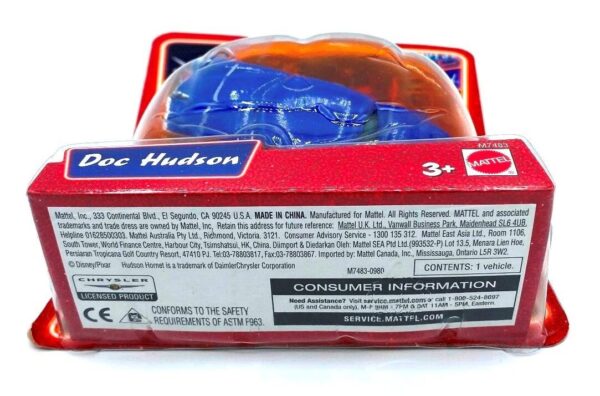 M7483
Doc Hudson
3+
MATTEL
Mattel, Inc., 333 Continental Blvd., El Segundo, CA 90245 U.S.A. MADE IN CHINA. Manufactured for Mattel. All Rights Reserved. MATTEL and associated
trademarks and trade dress are owned by Mattel, Inc. Retain this address for future reference: Mattel U.K. Ltd., Vanwall Business Park, Maidenhead SL6 4UB.
Helpline 01628500303. Mattel Australia Pty Ltd., Richmond, Victoria. 3121. Consumer Advisory Service - 1300 135 312. Mattel East Asia Ltd., Room 1106,
South Tower, World Finance Centre, Harbour City, Tsimshatsui, HK, China. Diimport & Diedarkan Oleh: Mattel SEA Ptd Ltd.(993532-P) Lot 13.5, Menara Lien Hoe,
Persiaran Tropicana Golf Country Resort, 47410 PJ. Tel:03-78803817, Fax:03-78803867. Imported by: Mattel Canada, Inc., Mississauga, Ontario L5R 3W2.
© Disney/Pixar Hudson Hornet is a trademark of DaimlerChrysler Corporation
M7483-098D
CONTENTS: 1 vehicle.
CHRYSLER
LICENSED PRODUCT
CE
CONFORMS TO THE SAFETY
REQUIREMENTS OF ASTM F963.
CONSUMER INFORMATION
Need Assistance? Visit service.mattel.com or call 1-800-524-8697
(US and Canada only), M-F 9AM - 7PM & SAT 11AM - 5PM, Eastern.
SERVICE.MATTEL.COM